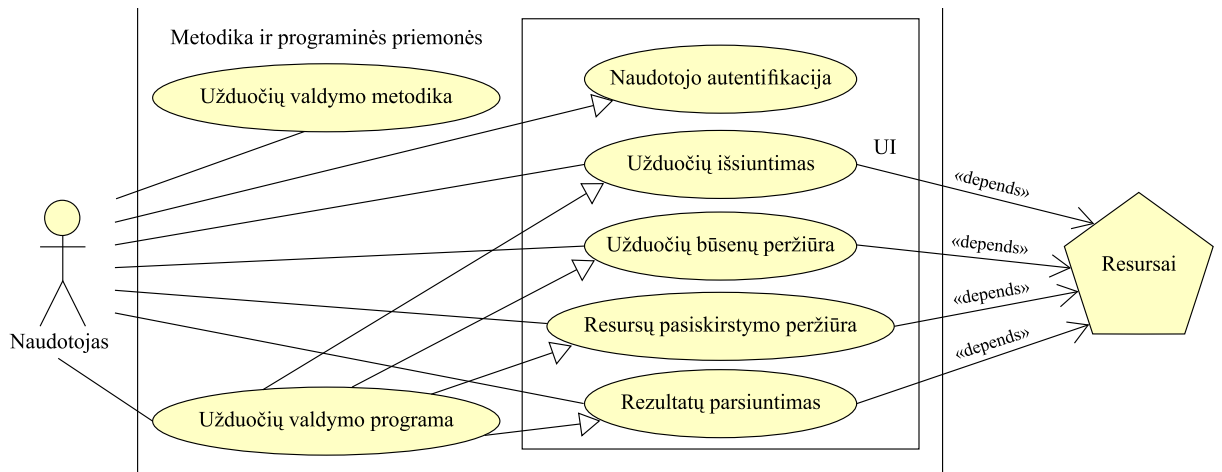 Metodika ir programinės priemonės
Užduočių valdymo metodika
Naudotojo autentifikacija
Užduočių išsiuntimas
UI
«depends»
Užduočių būsenų peržiūra
«depends»
Resursai
Resursų pasiskirstymo peržiūra
«depends»
Naudotojas
«depends»
Užduočių valdymo programa
Rezultatų parsiuntimas